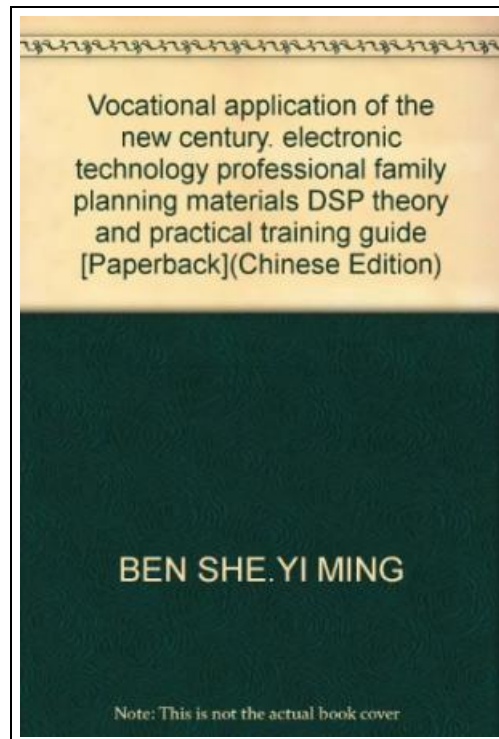 Vocational application of the
new century. electronic
technology professional family
planning materials DSP theory
and practical training guide
[Paperback](Chinese Edition)
BEN SHE.YI MING
Note: This is not the actual book cover